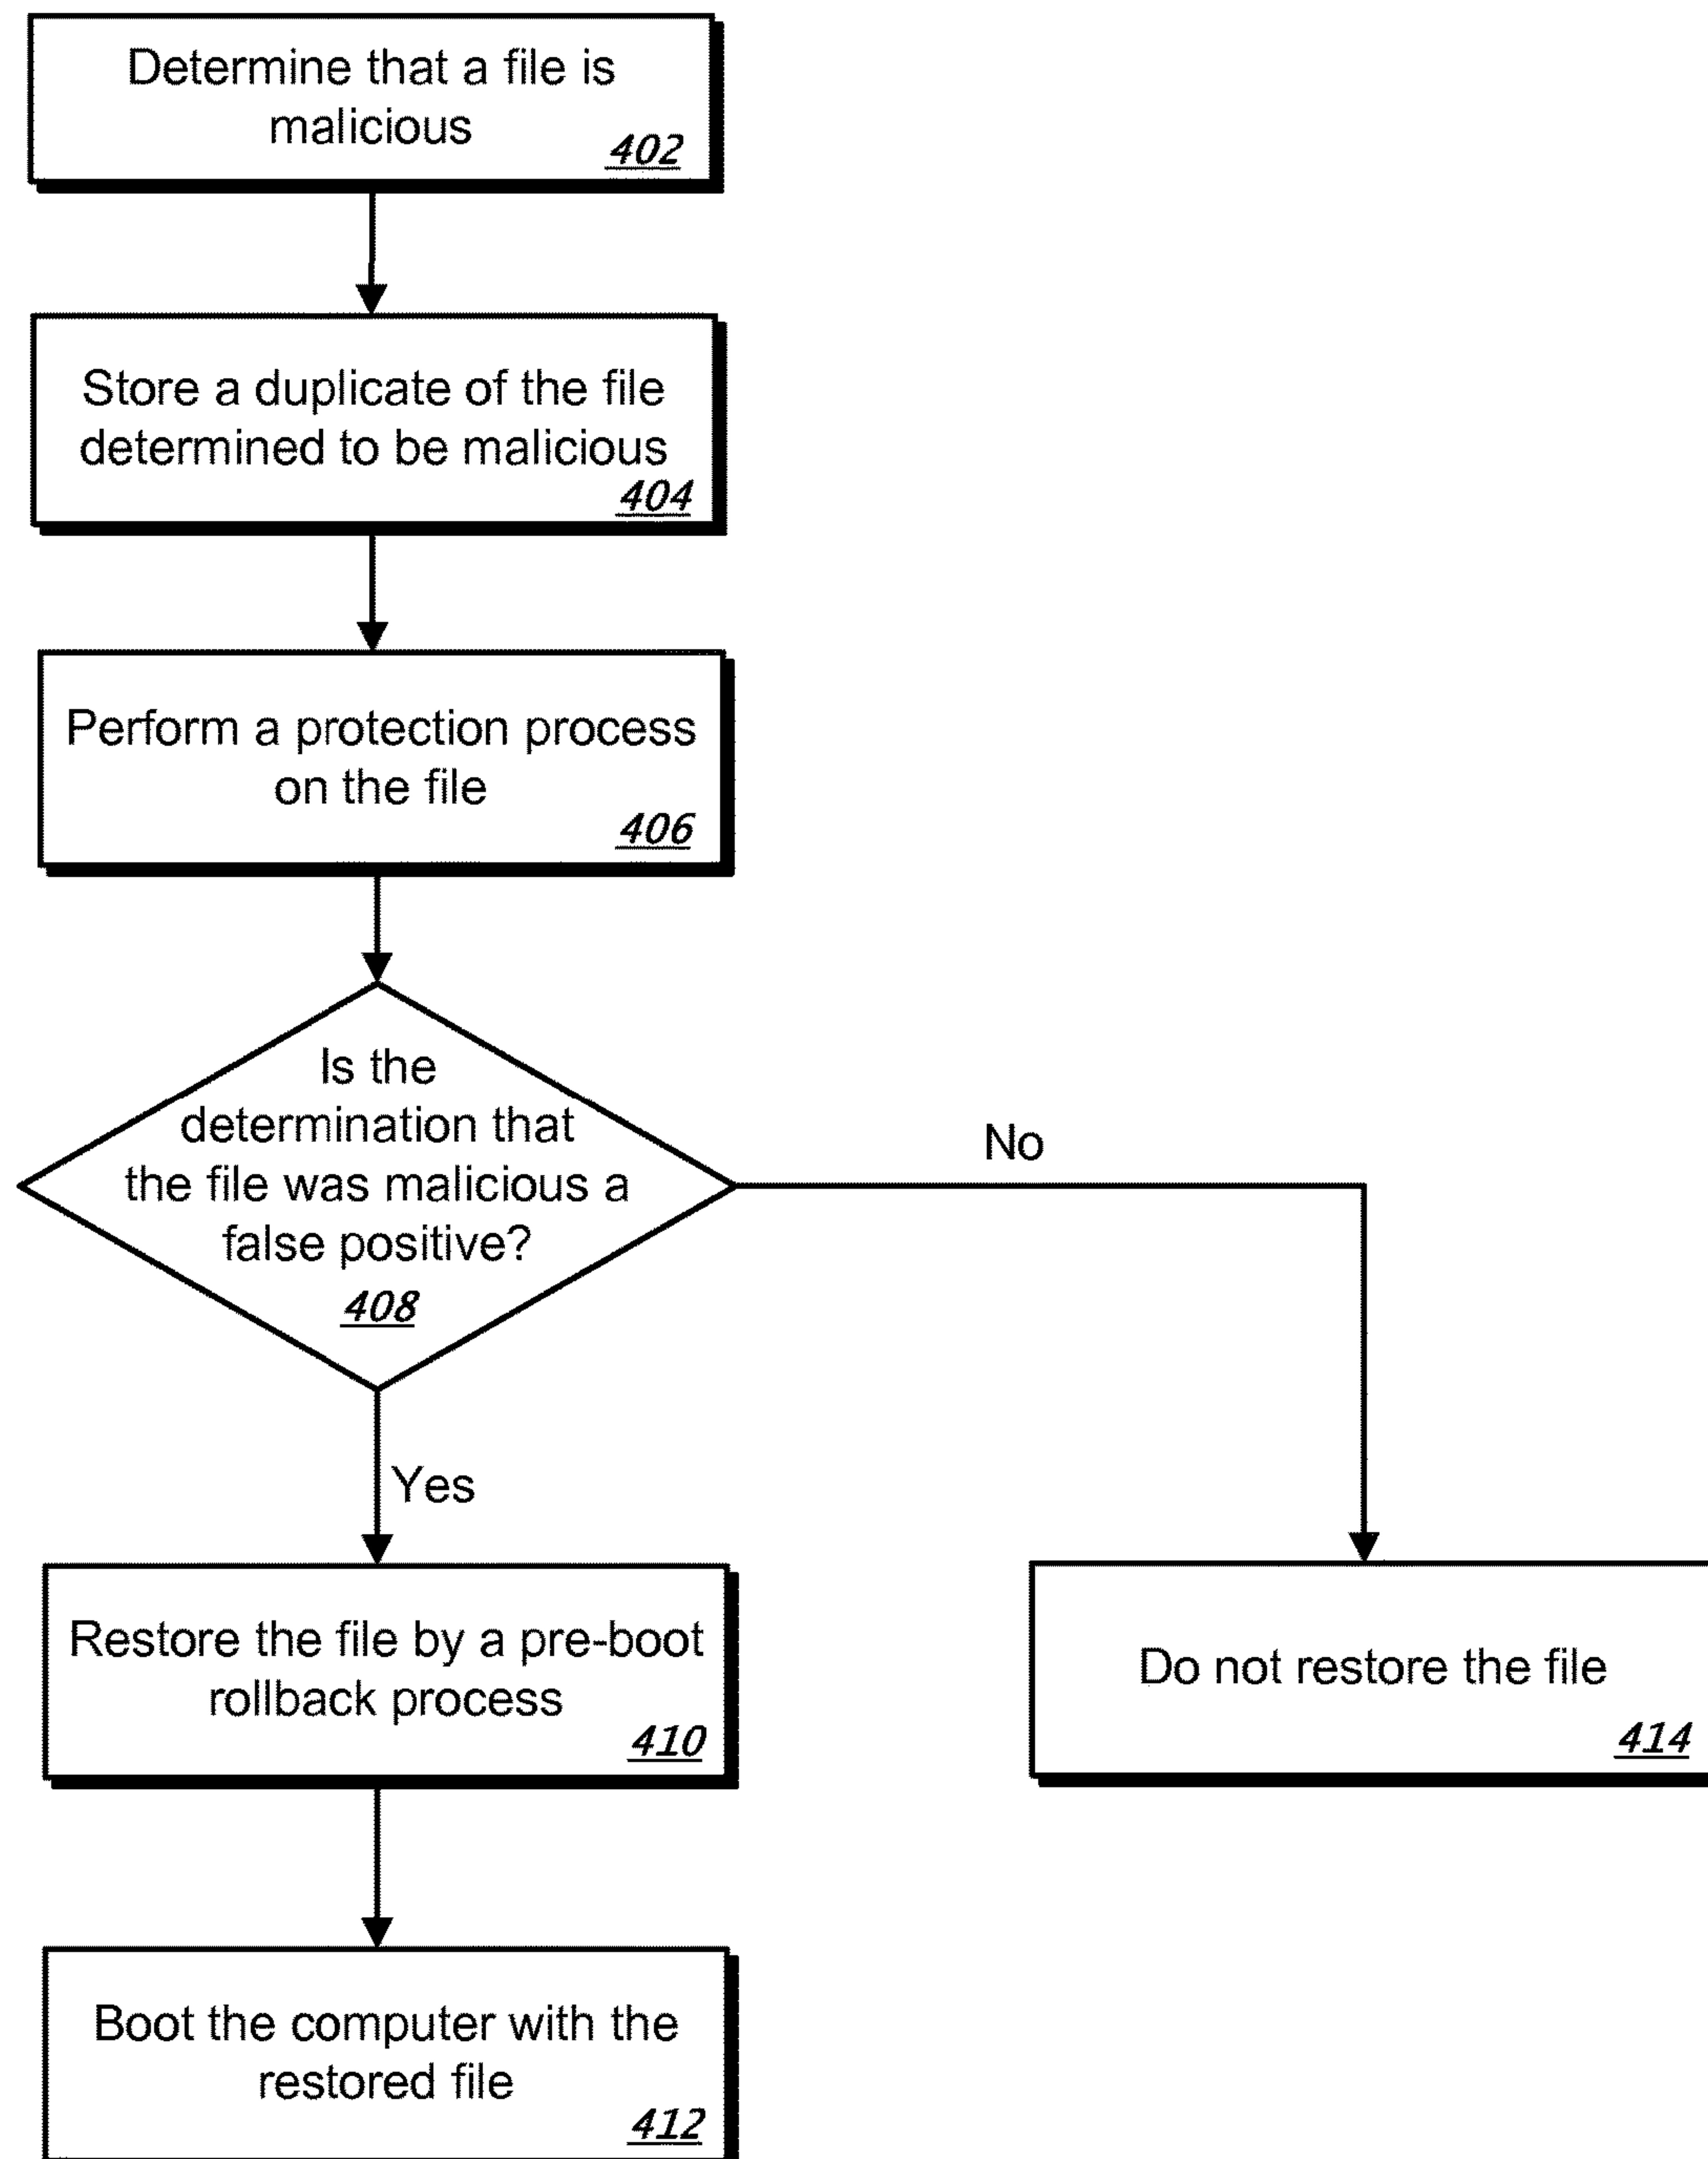 Determine that a file is
malicious
402
Store a duplicate of the file
determined to be malicious
404
Perform a protection process
on the file
406
Is the
determination that
the file was malicious a
false positive?
408
No
Yes
Restore the file by a pre-boot
rollback process
410
Do not restore the file
414
Boot the computer with the
restored file
412